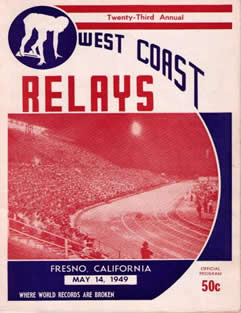 Twenty-Third Annual
WEST COAST
RELAYS
FRESNO, CALIFORNIA
MAY 14, 1949
OFFICIAL
PROGRAM
50c
WHERE WORLD RECORDS ARE BROKEN